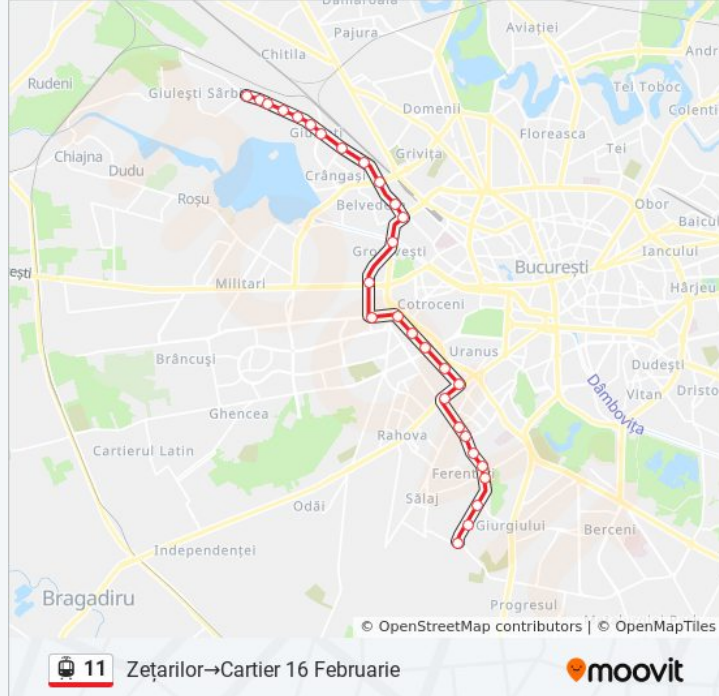 Dămăroaia
Pajura
Aviației
Chitila
Andr
Rudeni
Giulești Sârbi
Tei Toboc
Domenii
Colenti
Floreasca
Giulești
Grivița
Tei
Chiajna
Dudu
Crângași
Roșu
Belvedere
Obor
Baicul
Grozăvești
Iancului
ești
București
Militari
Hărjeu
Cotroceni
Uranus
Brâncuși
Dudești
Vitan
Dristo
Dâmbovița
Ghencea
Rahova
Cartierul Latin
Ferentari
Sălaj
Odăi
Giurgiului
Berceni
Independenței
Bragadiru
Progresul
© OpenStreetMap contributors | © OpenMapTiles
11 Zețarilor→Cartier 16 Februarie
moovit